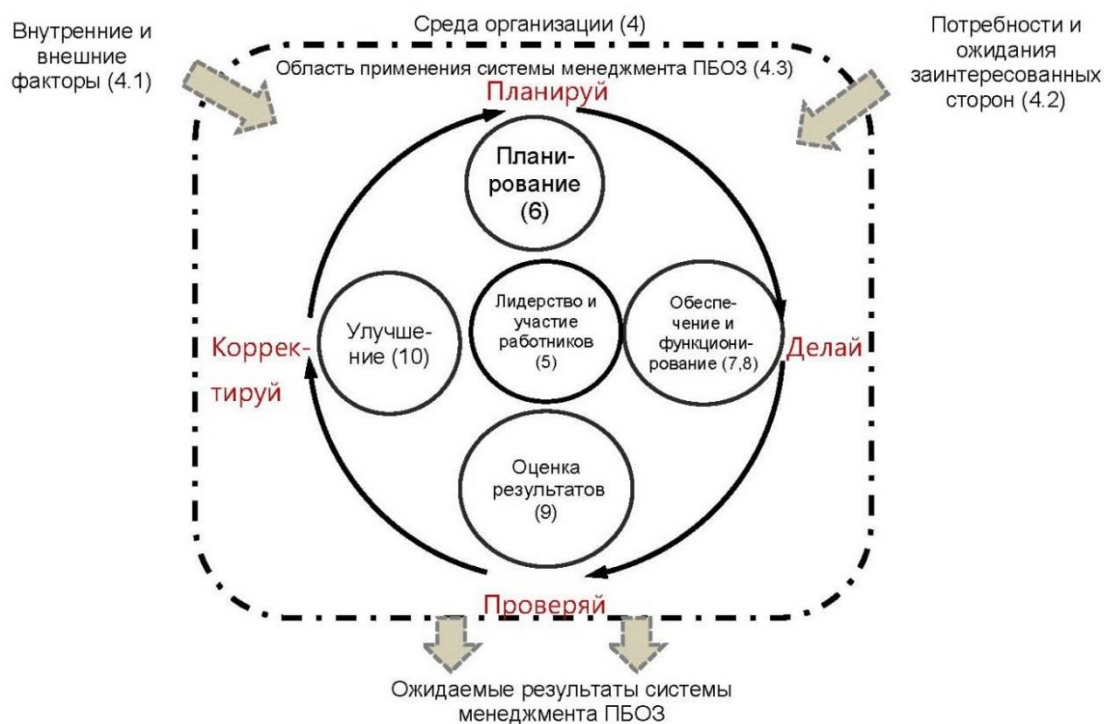 Среда организации (4)
Внутренние и
внешние
факторы (4.1)
Потребности и
ожидания
заинтересованных
сторон (4.2)
Область применения системы менеджмента ПБОЗ (4.3)
Планируй
Плани-
рование
(6)
Улучше-
ние (10)
Лидерство и
участие
работников
(5)
Обеспе-
чение и
функциони-
рование (7,8)
Коррек-
тируй
Делай
Оценка
результатов
(9)
Проверяй
Ожидаемые результаты системы
менеджмента ПБОЗ